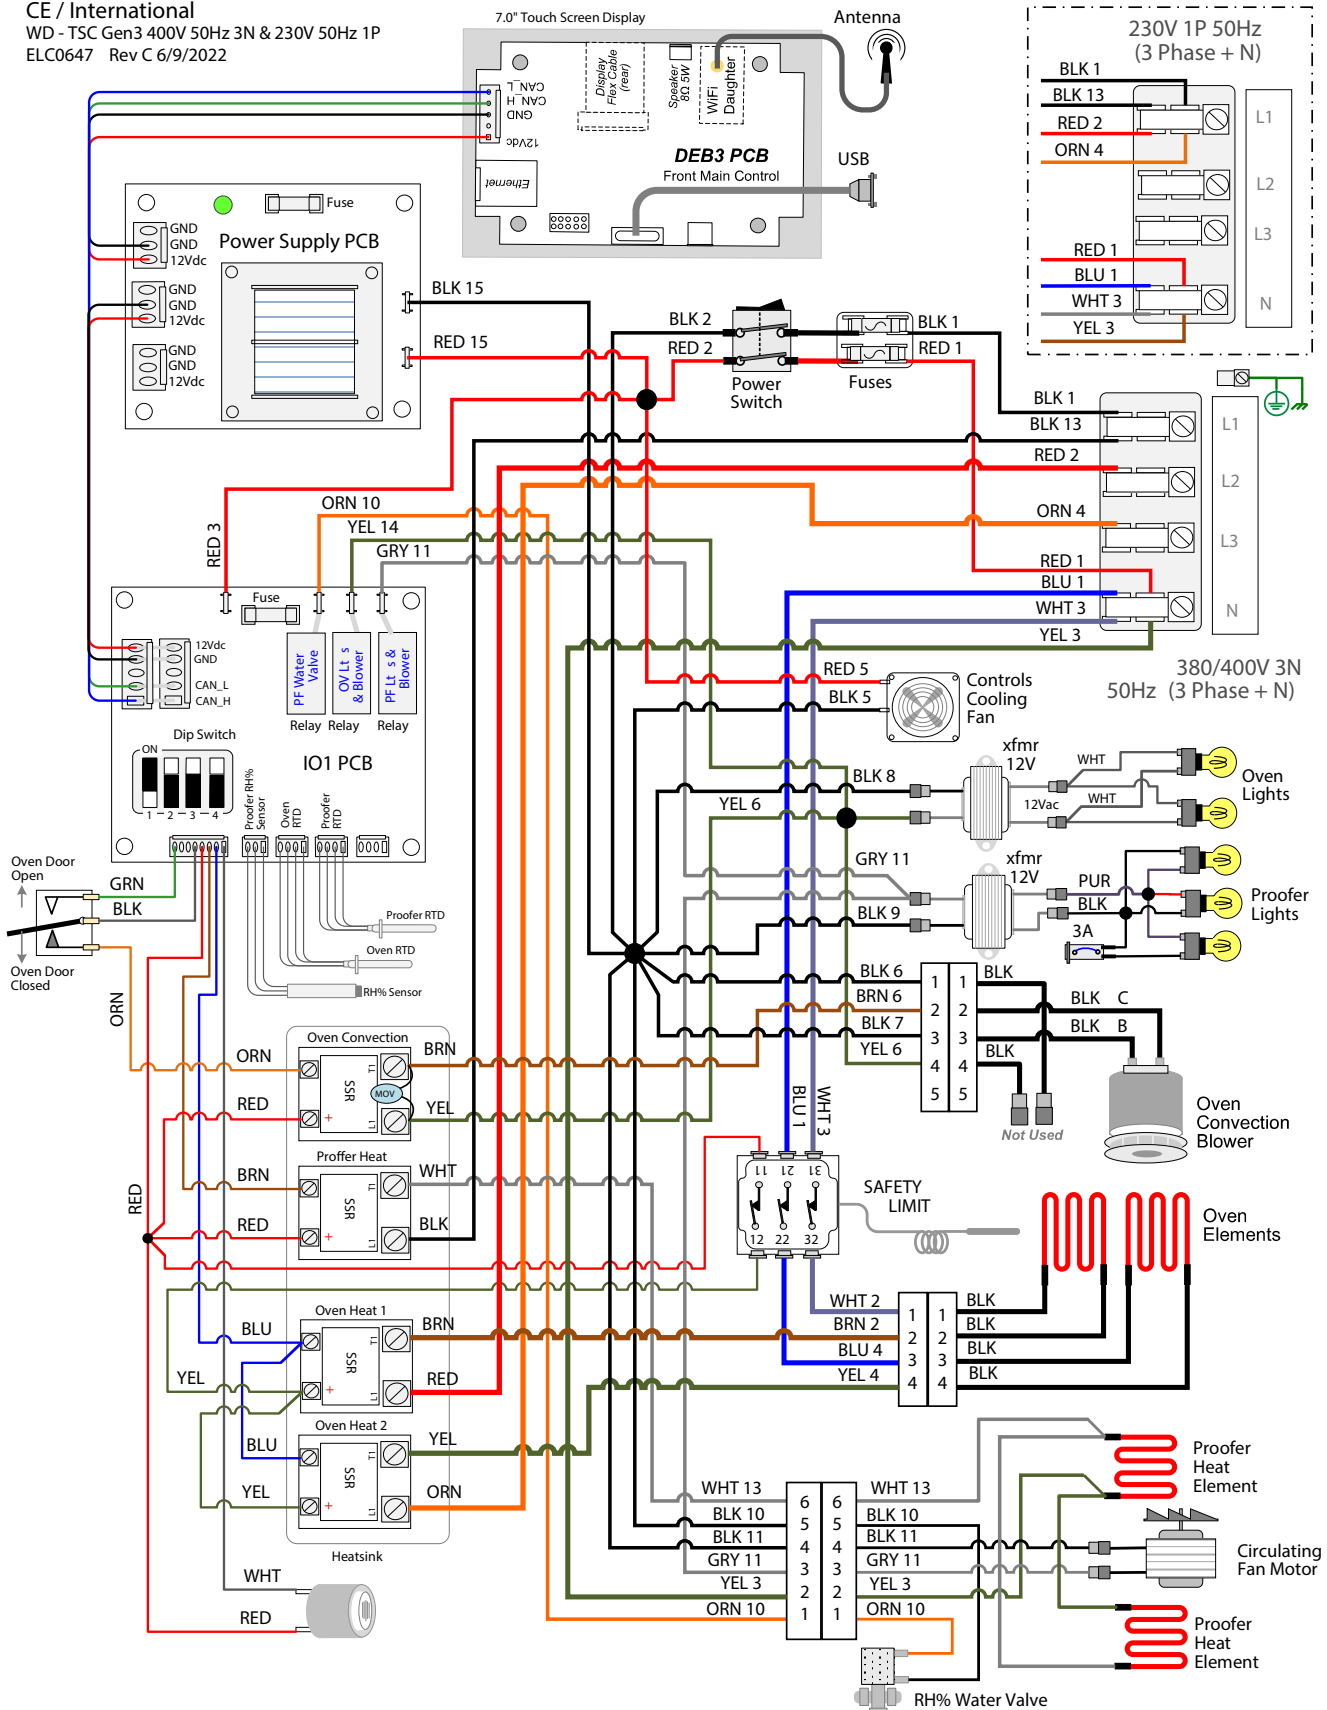 CE / International
WD - TSC Gen3 400V 50Hz 3N & 230V 50Hz 1P
ELC0647 Rev C 6/9/2022
7.0" Touch Screen Display
Antenna
CAN_L
CAN_H
GND
12Vdc
Display
Flex Cable
(rear)
Speaker
8Ω 5W
WiFi
Daughter
DEB3 PCB
Front Main Control
Ethernet
USB
230V 1P 50Hz
(3 Phase + N)
BLK 1
BLK 13
RED 2
ORN 4
L1
L2
L3
RED 1
BLU 1
WHT 3
YEL 3
N
Fuse
GND
GND
12Vdc
Power Supply PCB
GND
GND
12Vdc
GND
GND
12Vdc
BLK 15
RED 15
BLK 2
RED 2
BLK 1
RED 1
Power
Switch
Fuses
BLK 1
BLK 13
RED 2
ORN 4
RED 1
BLU 1
WHT 3
YEL 3
L1
L2
L3
N
380/400V 3N
50Hz (3 Phase + N)
RED 3
ORN 10
YEL 14
GRY 11
Fuse
12Vdc
GND
CAN_L
CAN_H
PF Water
Valve
OV Lt s
& Blower
PF Lt s &
Blower
Relay
Relay
Relay
Dip Switch
ON
1
2
3
4
IO1 PCB
Proofer RH%
Sensor
Oven
RTD
Proofer
RTD
RED 5
BLK 5
Controls
Cooling
Fan
BLK 8
YEL 6
xfmr
12V
12Vac
WHT
WHT
Oven
Lights
GRY 11
BLK 9
xfmr
12V
PUR
BLK
3A
Proofer
Lights
Oven Door
Open
GRN
BLK
Oven Door
Closed
ORN
Proofer RTD
Oven RTD
RH% Sensor
BLK 6
BRN 6
BLK 7
YEL 6
1 1
2 2
3 3
4 4
5 5
BLK
BLK C
BLK B
BLK
Not Used
Oven
Convection
Blower
Oven Convection
ORN
RED
SSR
T1
L1
+
MOV
BRN
YEL
Proffer Heat
BRN
RED
SSR
T1
L1
+
WHT
BLK
RED
BLU 1
WHT 3
11 21 31
12 22 32
SAFETY
LIMIT
Oven
Elements
Oven Heat 1
BLU
YEL
SSR
T1
L1
+
BRN
RED
WHT 2
BRN 2
BLU 4
YEL 4
1 1
2 2
3 3
4 4
BLK
BLK
BLK
BLK
Oven Heat 2
BLU
YEL
SSR
T1
L1
+
YEL
ORN
Heatsink
WHT
RED
WHT 13
BLK 10
BLK 11
GRY 11
YEL 3
ORN 10
6 6
5 5
4 4
3 3
2 2
1 1
WHT 13
BLK 10
BLK 11
GRY 11
YEL 3
ORN 10
Proofer
Heat
Element
Circulating
Fan Motor
Proofer
Heat
Element
RH% Water Valve